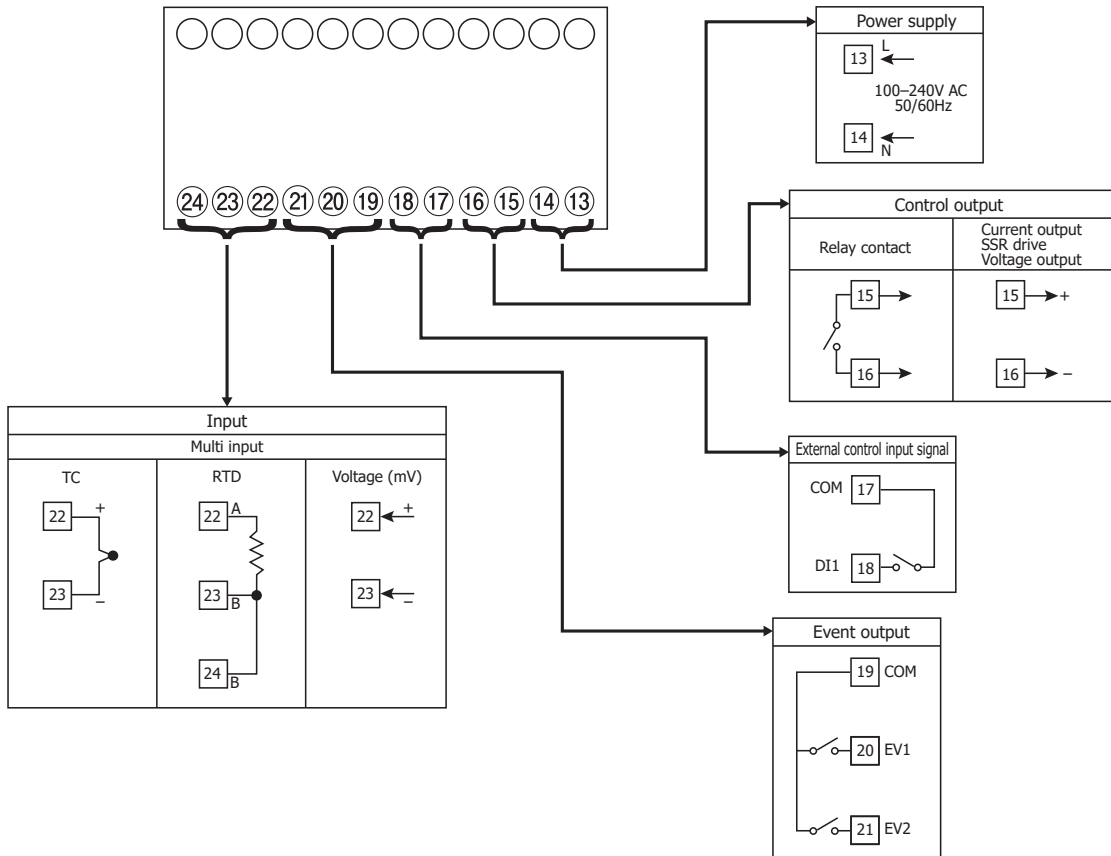 24 23 22 21 20 19 18 17 16 15 14 13
Power supply
13 L
100–240V AC
50/60Hz
14 N
Control output
Relay contact
Current output
SSR drive
Voltage output
15
16
15 +
16 –
External control input signal
COM 17
DI1 18
Event output
19 COM
20 EV1
21 EV2
Input
Multi input
TC
22 +
23 –
RTD
22 A
23 B
24 B
Voltage (mV)
22 +
23 –